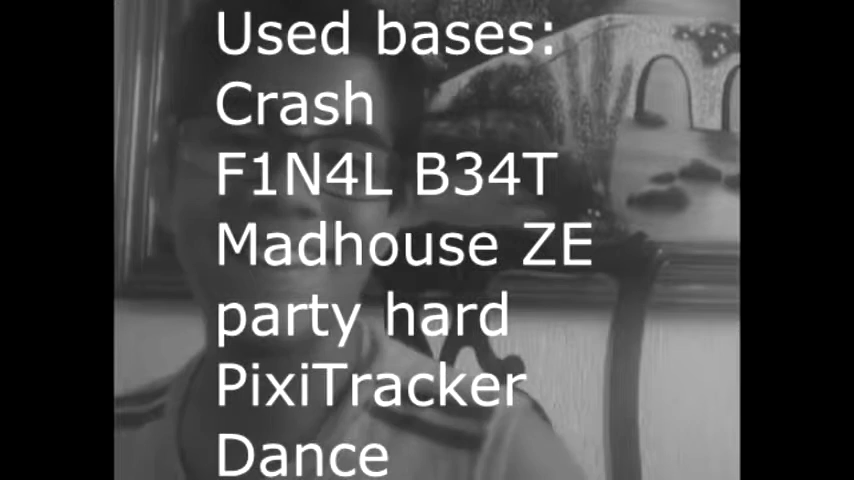 Used bases:
Crash
F1N4L B34T
Madhouse ZE
party hard
PixiTracker
Dance